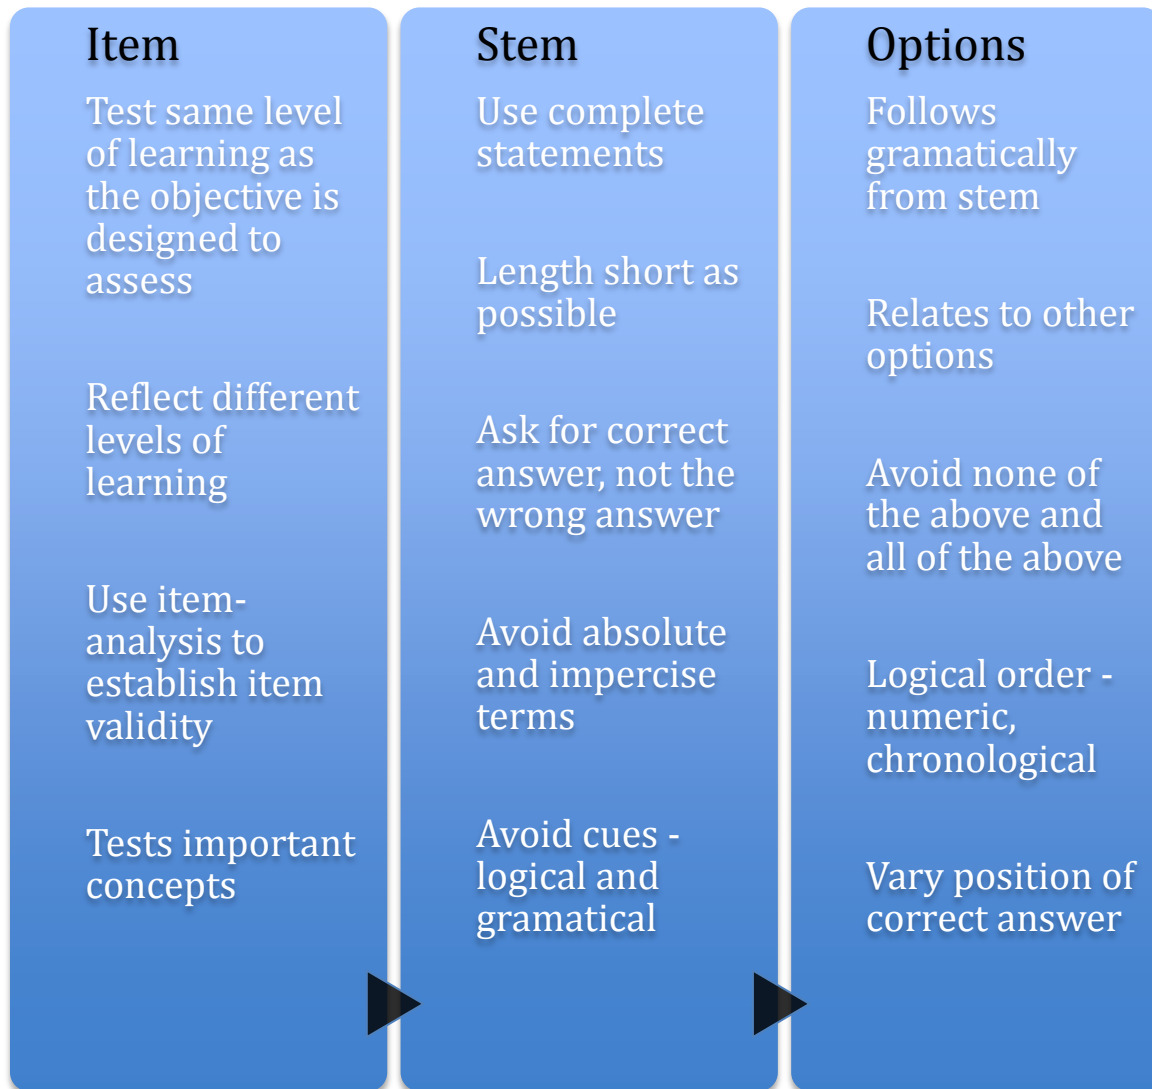 Item
Test same level
of learning as
the objective is
designed to
assess
Reflect different
levels of
learning
Use item-
analysis to
establish item
validity
Tests important
concepts
Stem
Use complete
statements
Length short as
possible
Ask for correct
answer, not the
wrong answer
Avoid absolute
and impercise
terms
Avoid cues -
logical and
gramatical
Options
Follows
gramatically
from stem
Relates to other
options
Avoid none of
the above and
all of the above
Logical order -
numeric,
chronological
Vary position of
correct answer